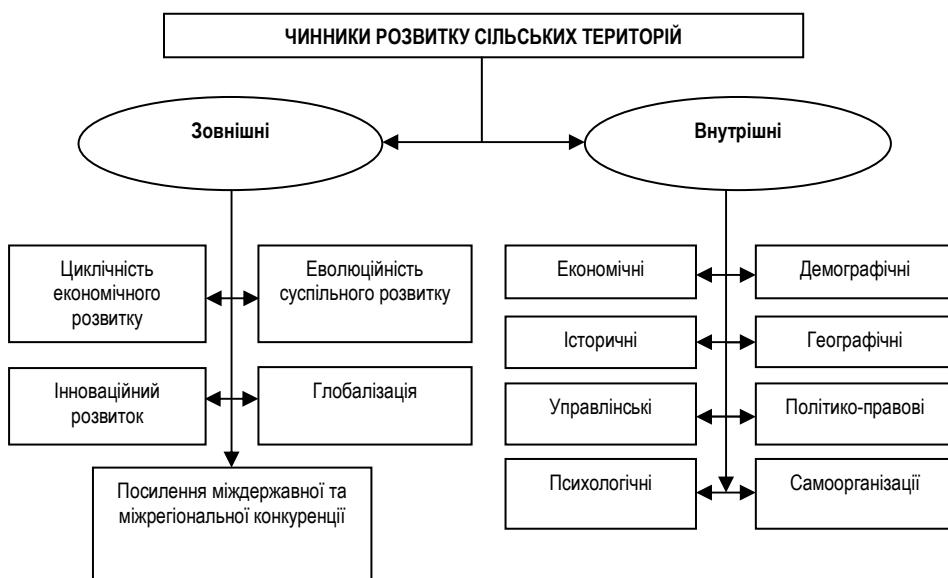 ЧИННИКИ РОЗВИТКУ СІЛЬСЬКИХ ТЕРИТОРІЙ
Зовнішні
Внутрішні
Циклічність
економічного
розвитку
Еволюційність
суспільного розвитку
Інноваційний
розвиток
Глобалізація
Посилення міждержавної та
міжрегіональної конкуренції
Економічні
Демографічні
Історичні
Географічні
Управлінські
Політико-правові
Психологічні
Самоорганізації